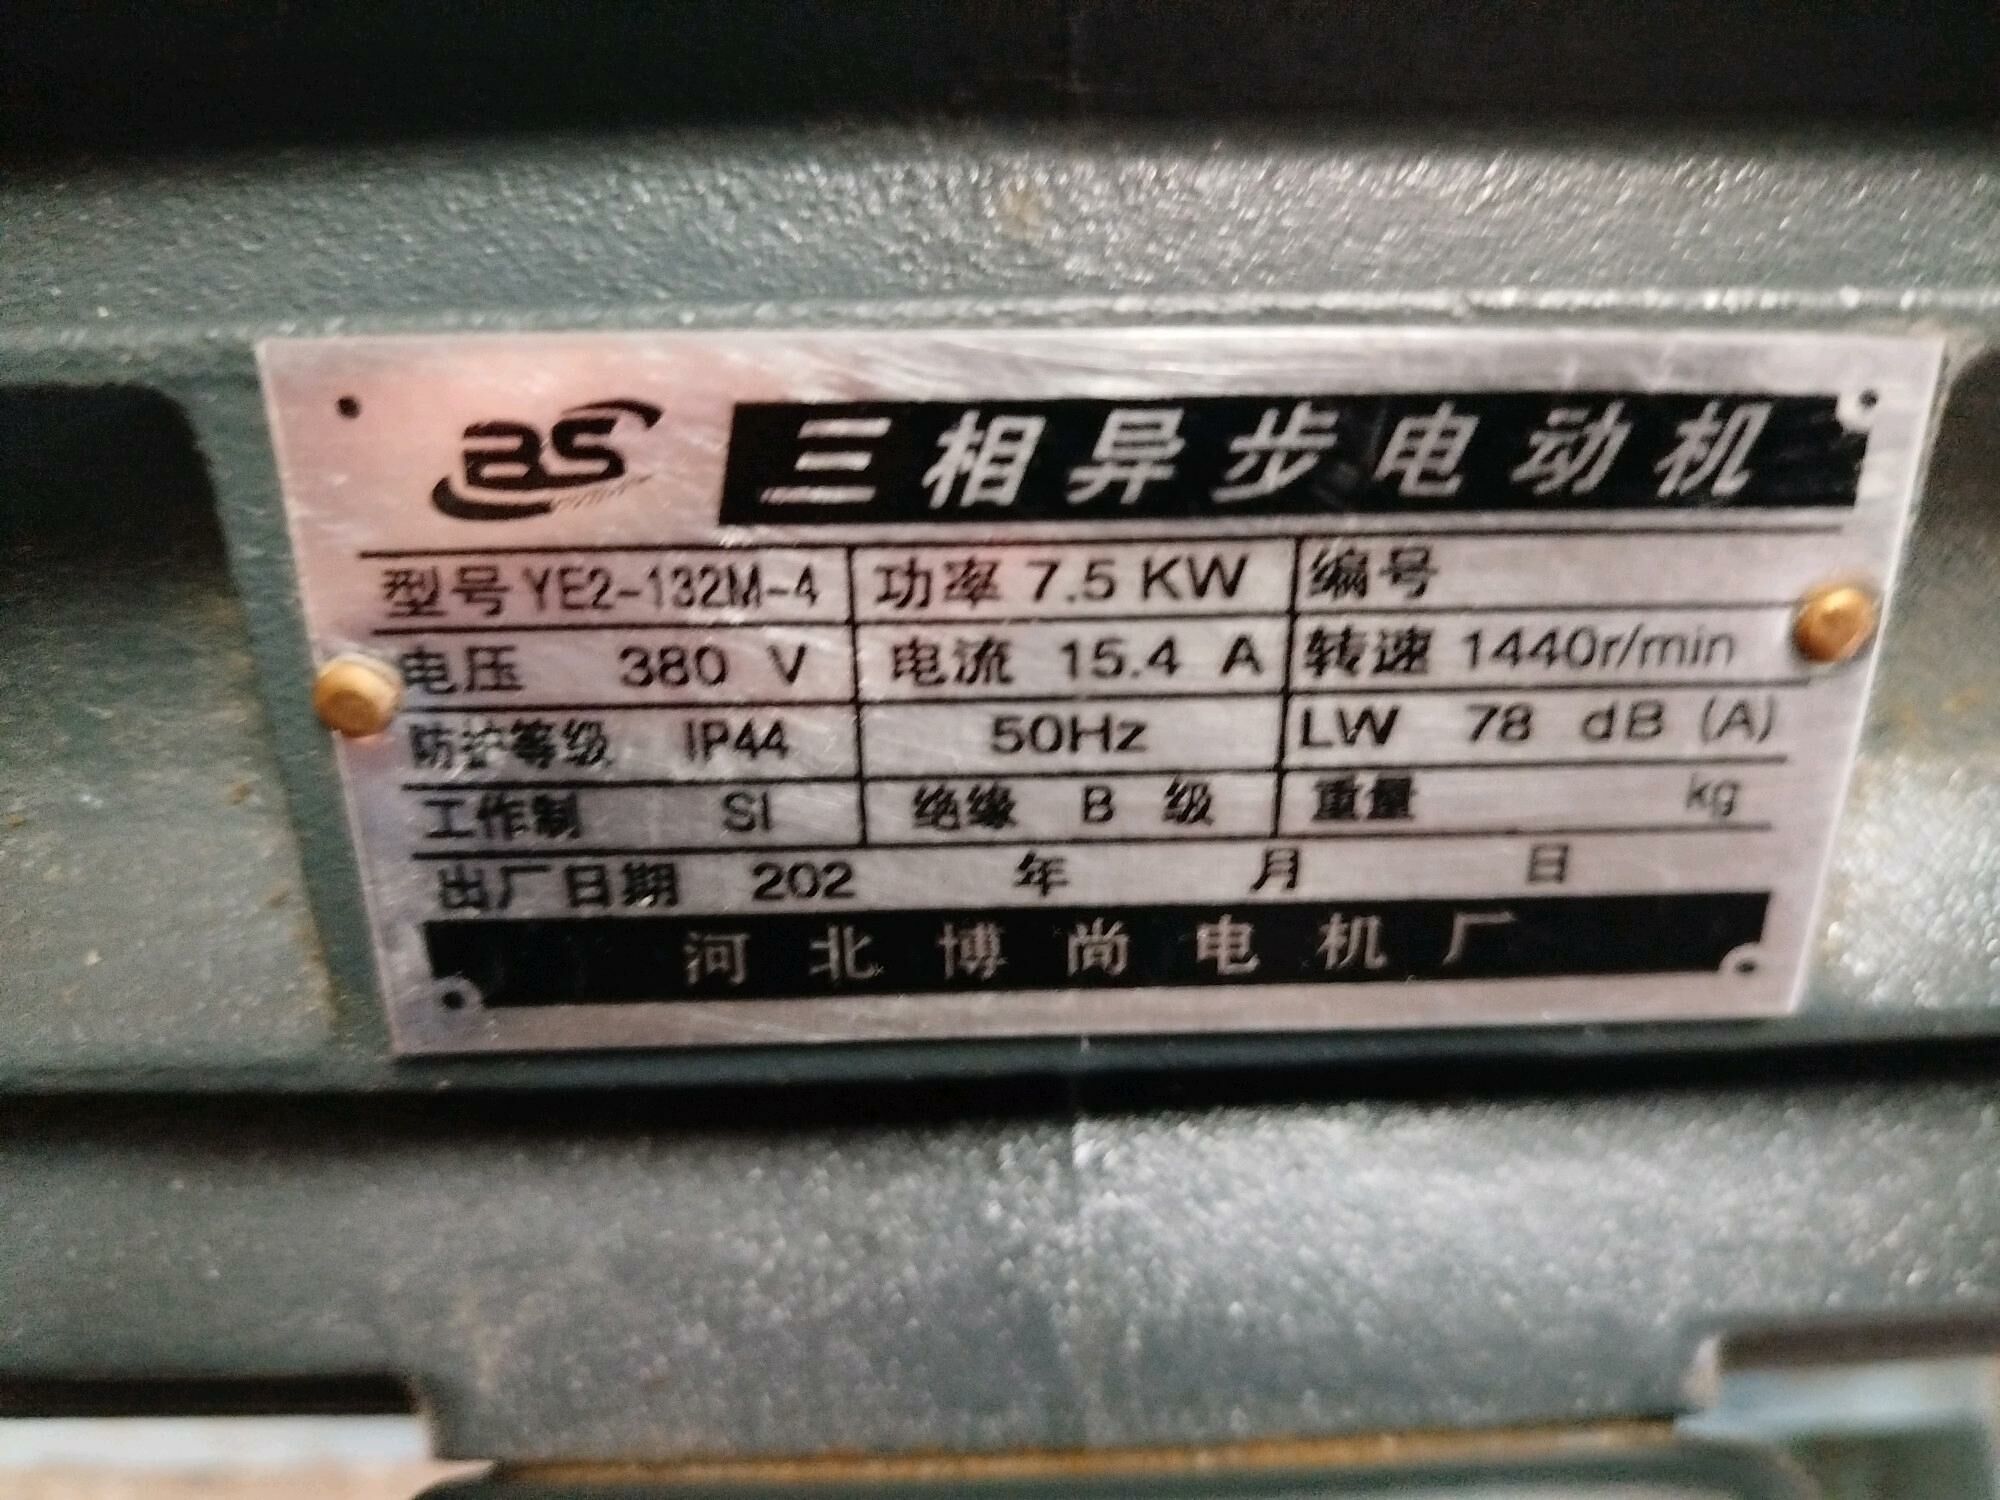 BS 三相异步电动机
型号 YE2-132M-4 功率 7.5 KW 编号
电压 380 V 电流 15.4 A 转速 1440r/min
防护等级 IP44 50Hz LW 78 dB (A)
工作制 SI 绝缘 B 级 重量 kg
出厂日期 202 年 月 日
河北博尚电机厂